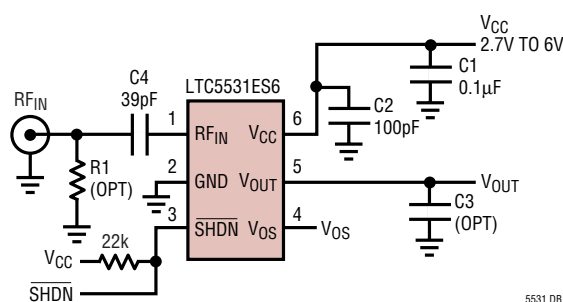 V_CC
2.7V TO 6V
C1
0.1µF
C4
39pF
LTC5531ES6
RF_IN
1
RF_IN
V_CC
6
C2
100pF
R1
(OPT)
2
GND
V_OUT
5
V_OUT
C3
(OPT)
3
SHDN
V_OS
4
V_OS
V_CC
22k
SHDN
5531 DB